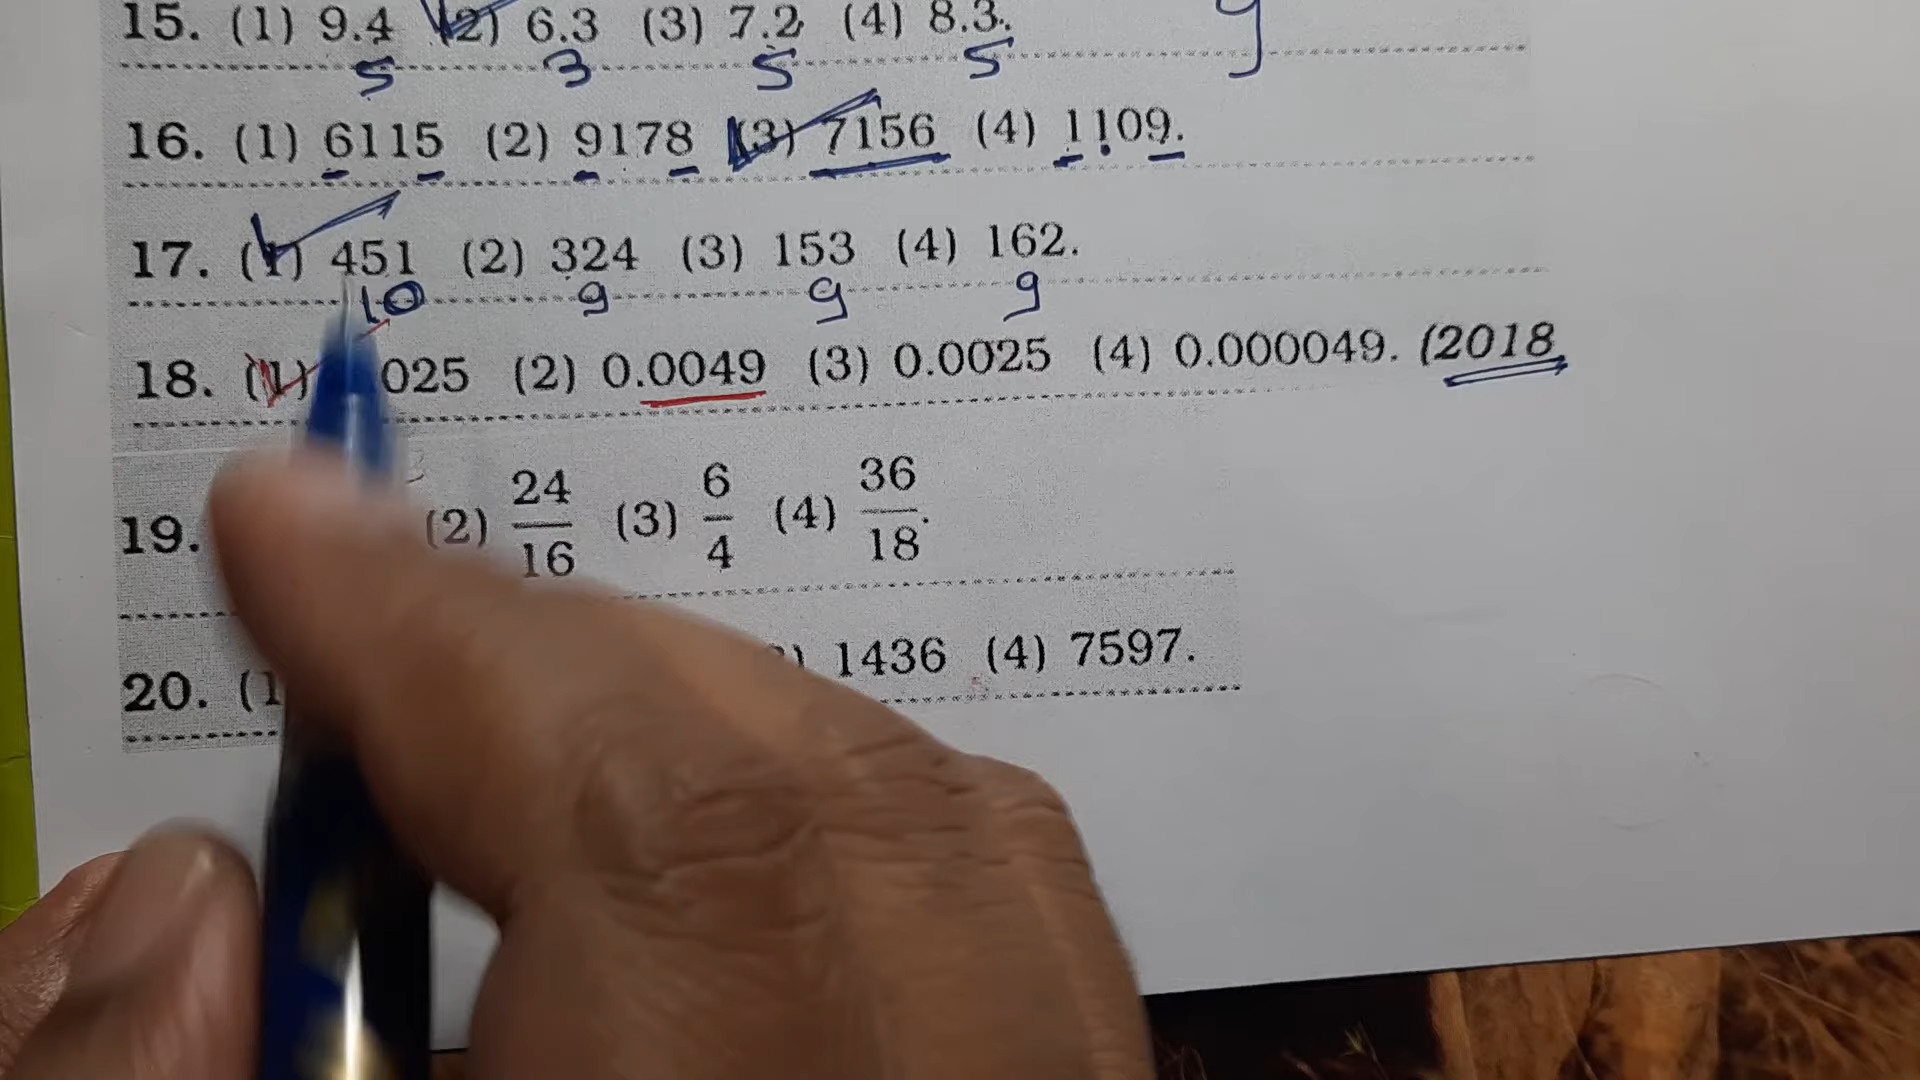 15. (1) 9.4 (2) 6.3 (3) 7.2 (4) 8.3.
5 3 5 5
16. (1) 6115 (2) 9178 (3) 7156 (4) 1109.
17. (1) 451 (2) 324 (3) 153 (4) 162.
10 9 9 9
18. (1) 025 (2) 0.0049 (3) 0.0025 (4) 0.000049. (2018
19. (2) 24/16 (3) 6/4 (4) 36/18.
20. (1 1436 (4) 7597.